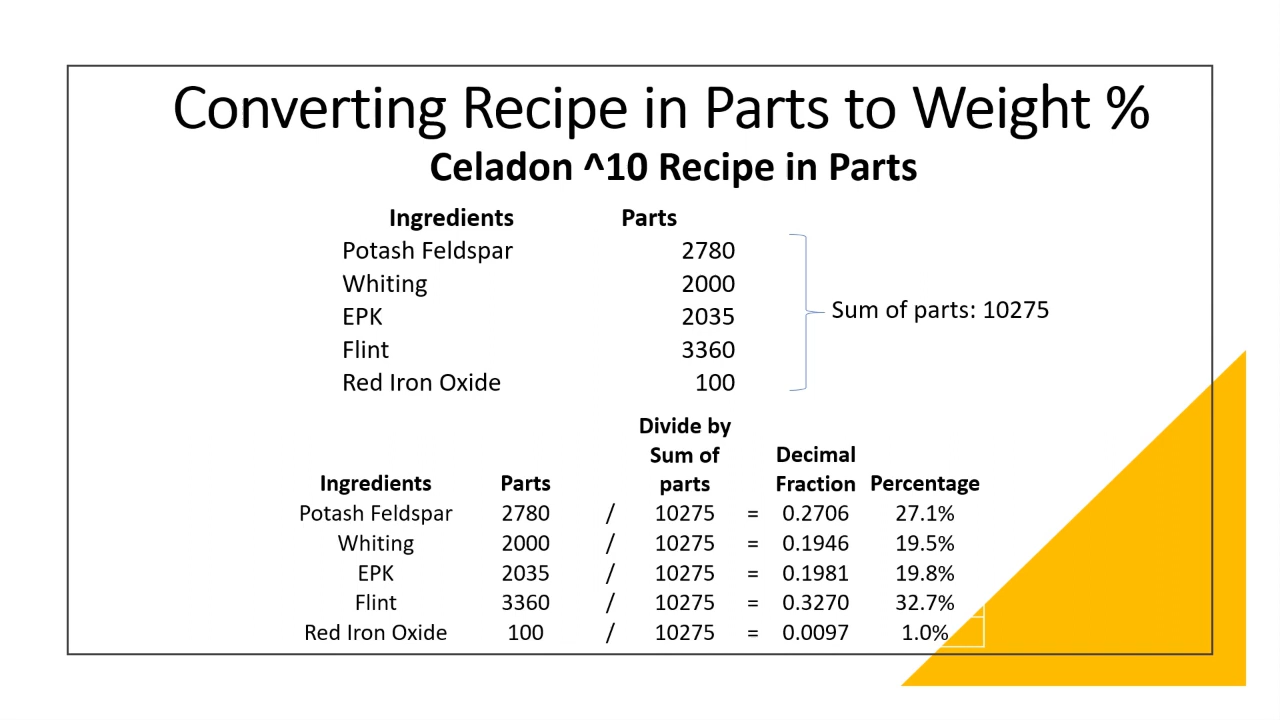 Converting Recipe in Parts to Weight %
Celadon ^10 Recipe in Parts
Ingredients Parts
Potash Feldspar 2780
Whiting 2000
EPK 2035
Flint 3360
Red Iron Oxide 100
Sum of parts: 10275
Ingredients Parts Divide by Sum of parts Decimal Fraction Percentage
Potash Feldspar 2780 / 10275 = 0.2706 27.1%
Whiting 2000 / 10275 = 0.1946 19.5%
EPK 2035 / 10275 = 0.1981 19.8%
Flint 3360 / 10275 = 0.3270 32.7%
Red Iron Oxide 100 / 10275 = 0.0097 1.0%